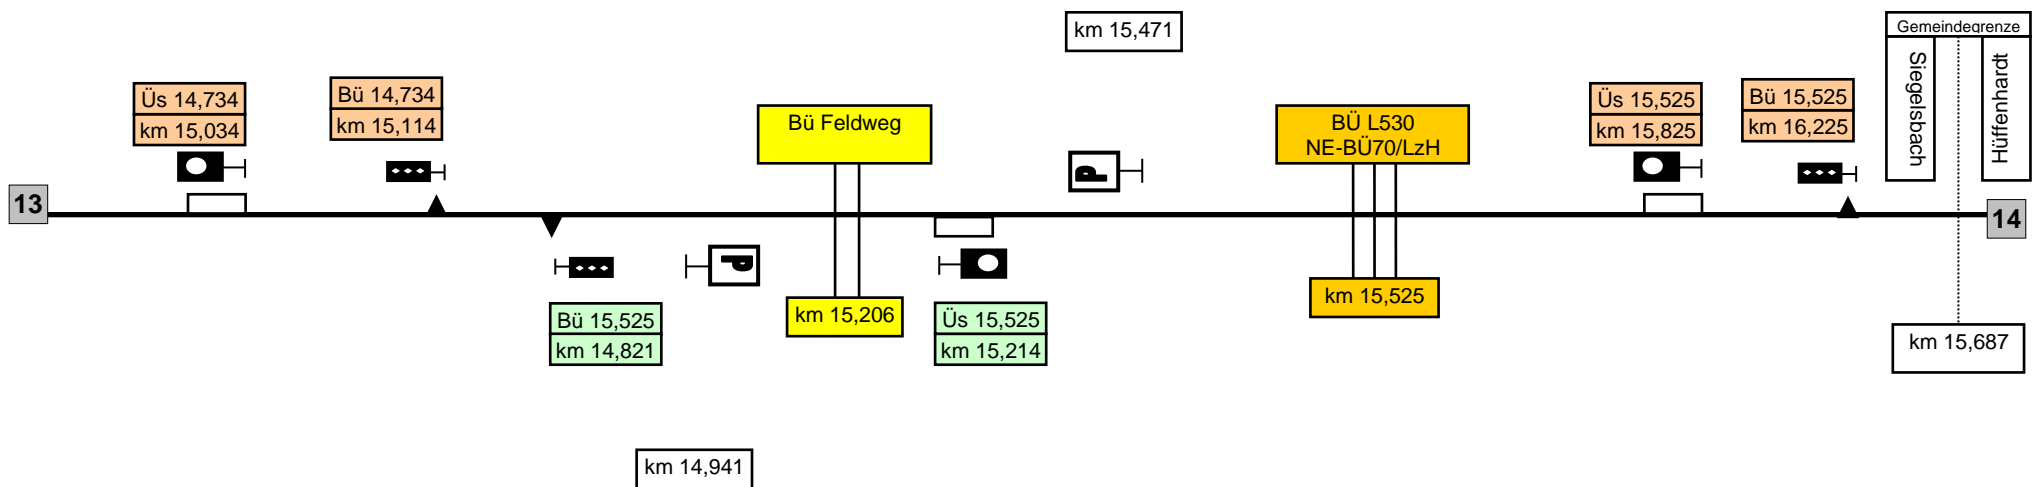 km 15,471
Gemeindegrenze
Siegelsbach
Hüffenhardt
Üs 14,734
km 15,034
Bü 14,734
km 15,114
Bü Feldweg
BÜ L530
NE-BÜ70/LzH
Üs 15,525
km 15,825
Bü 15,525
km 16,225
P
13
14
P
Bü 15,525
km 14,821
km 15,206
Üs 15,525
km 15,214
km 15,525
km 15,687
km 14,941